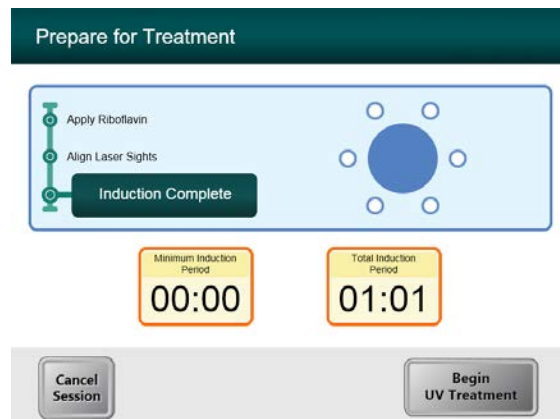 Prepare for Treatment
Apply Riboflavin
Align Laser Sights
Induction Complete
Minimum Induction
Period
00:00
Total Induction
Period
01:01
Cancel
Session
Begin
UV Treatment